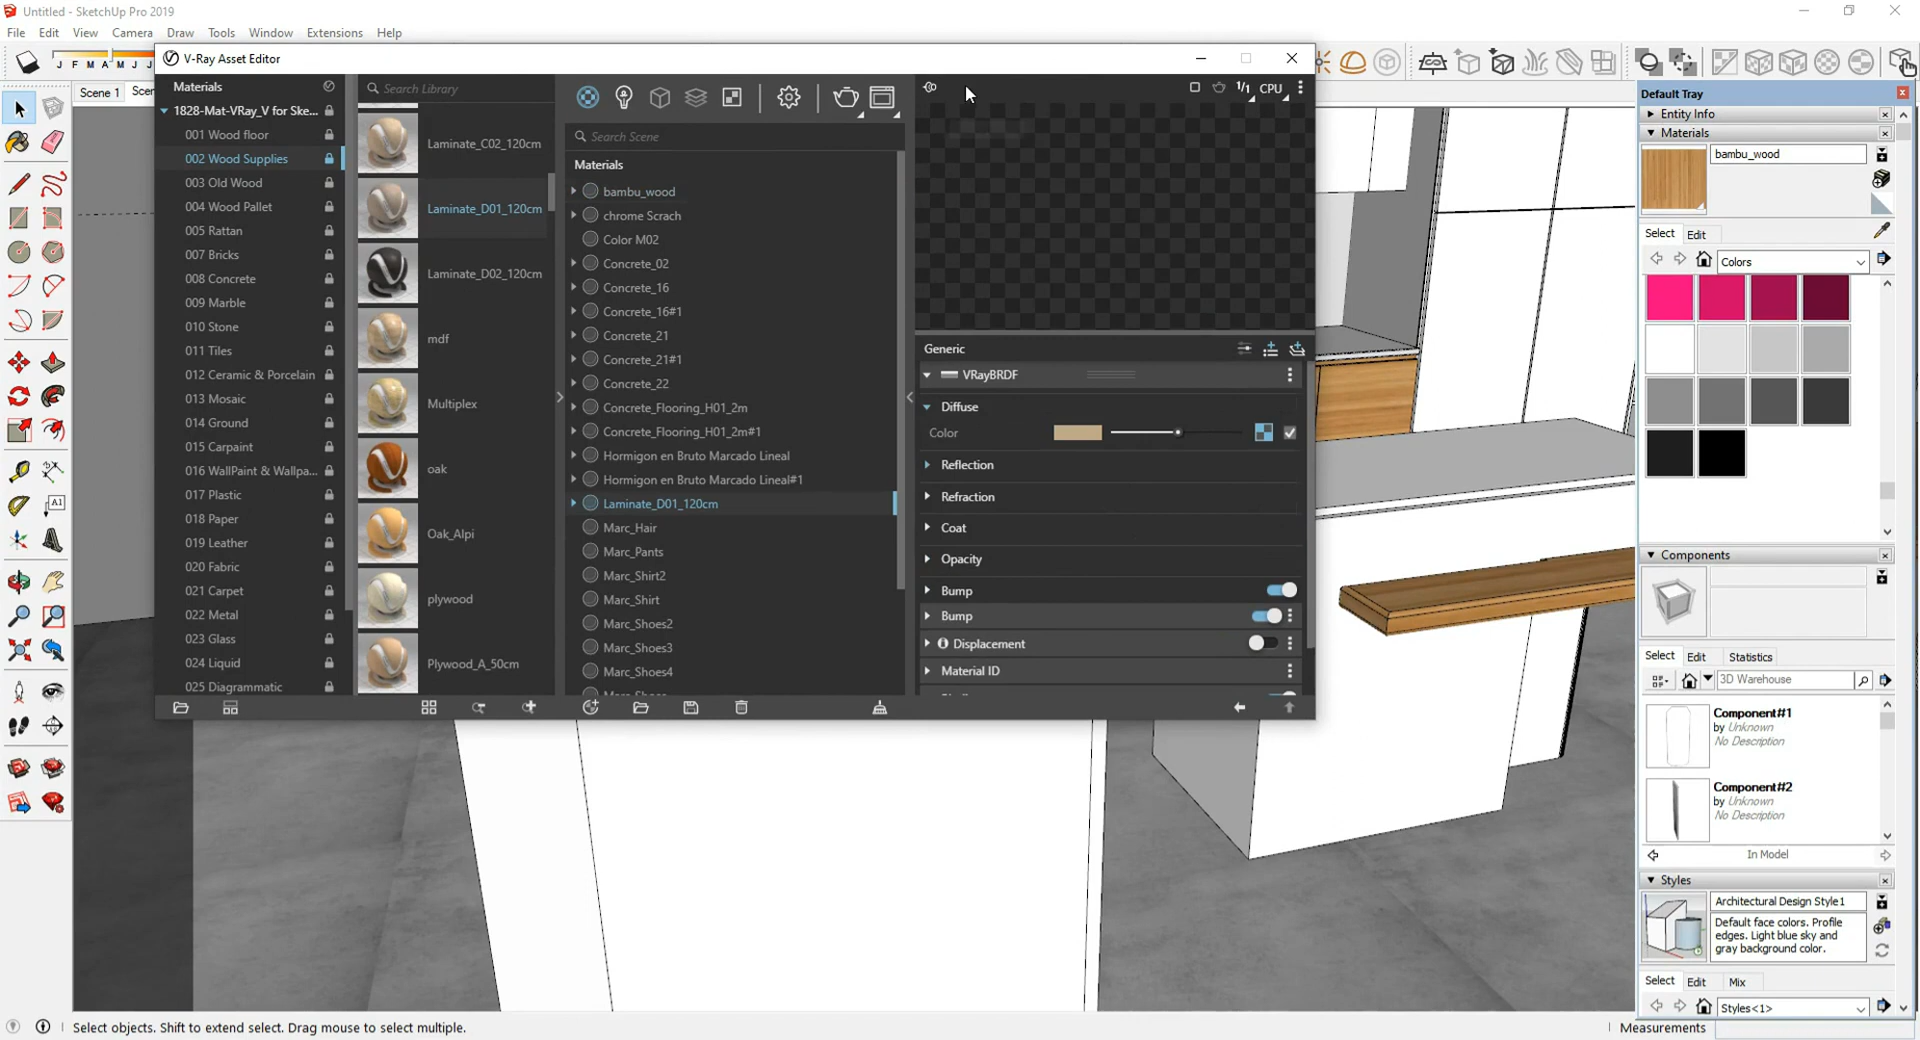 Untitled - SketchUp Pro 2019
File Edit View Camera Draw Tools Window Extensions Help
J F M A M J
Scene 1
V-Ray Asset Editor
Materials
1828-Mat-VRay_V for Ske...
001 Wood floor
002 Wood Supplies
003 Old Wood
004 Wood Pallet
005 Rattan
007 Bricks
008 Concrete
009 Marble
010 Stone
011 Tiles
012 Ceramic & Porcelain
013 Mosaic
014 Ground
015 Carpaint
016 WallPaint & Wallpa...
017 Plastic
018 Paper
019 Leather
020 Fabric
021 Carpet
022 Metal
023 Glass
024 Liquid
025 Diagrammatic
Search Library
Laminate_C02_120cm
Laminate_D01_120cm
Laminate_D02_120cm
mdf
Multiplex
oak
Oak_Alpi
plywood
Plywood_A_50cm
Search Scene
Materials
bambu_wood
chrome Scrach
Color M02
Concrete_02
Concrete_16
Concrete_16#1
Concrete_21
Concrete_21#1
Concrete_22
Concrete_Flooring_H01_2m
Concrete_Flooring_H01_2m#1
Hormigon en Bruto Marcado Lineal
Hormigon en Bruto Marcado Lineal#1
Laminate_D01_120cm
Marc_Hair
Marc_Pants
Marc_Shirt2
Marc_Shirt
Marc_Shoes2
Marc_Shoes3
Marc_Shoes4
1/1 CPU
Generic
VRayBRDF
Diffuse
Color
Reflection
Refraction
Coat
Opacity
Bump
Bump
Displacement
Material ID
Default Tray
Entity Info
Materials
bambu_wood
Select Edit
Colors
Components
Select Edit Statistics
3D Warehouse
Component#1
by Unknown
No Description
Component#2
by Unknown
No Description
In Model
Styles
Architectural Design Style1
Default face colors. Profile
edges. Light blue sky and
gray background color.
Select Edit Mix
Styles<1>
Select objects. Shift to extend select. Drag mouse to select multiple.
Measurements